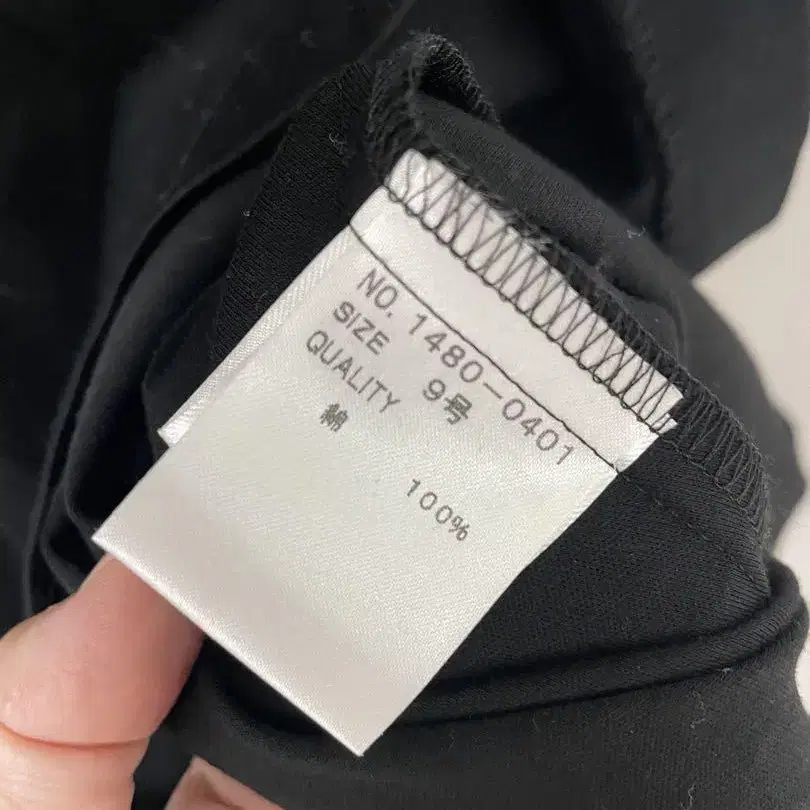 NO. 1480-0401
SIZE 9号
QUALITY
綿 100%